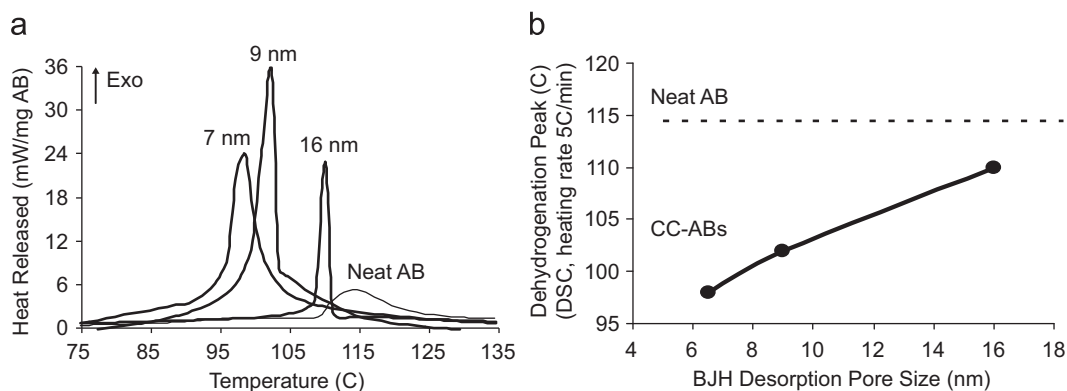 a
Heat Released (mW/mg AB)
36
30
24
18
12
6
0
Exo
9 nm
7 nm
16 nm
Neat AB
75
85
95
105
115
125
135
Temperature (C)
b
Dehydrogenation Peak (C)
(DSC, heating rate 5C/min)
120
115
110
105
100
95
Neat AB
CC-ABs
4
6
8
10
12
14
16
18
BJH Desorption Pore Size (nm)